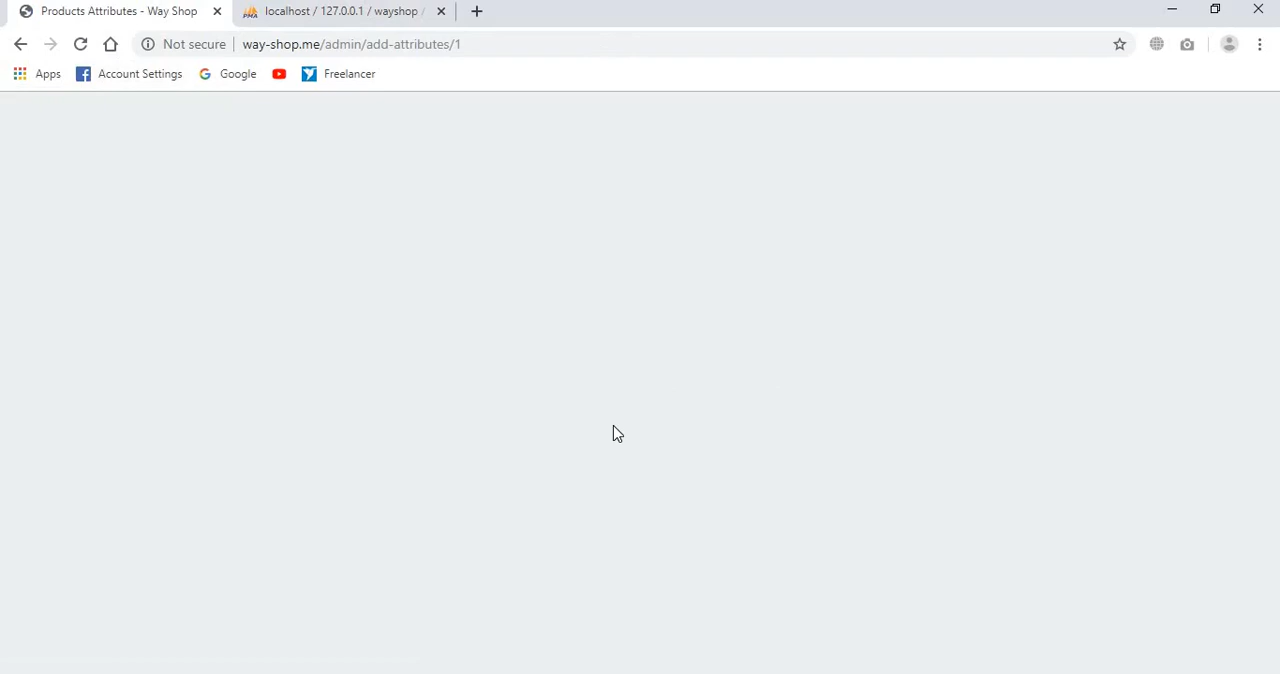 Products Attributes - Way Shop
localhost / 127.0.0.1 / wayshop /
Not secure
way-shop.me/admin/add-attributes/1
Apps
Account Settings
Google
Freelancer
PMA